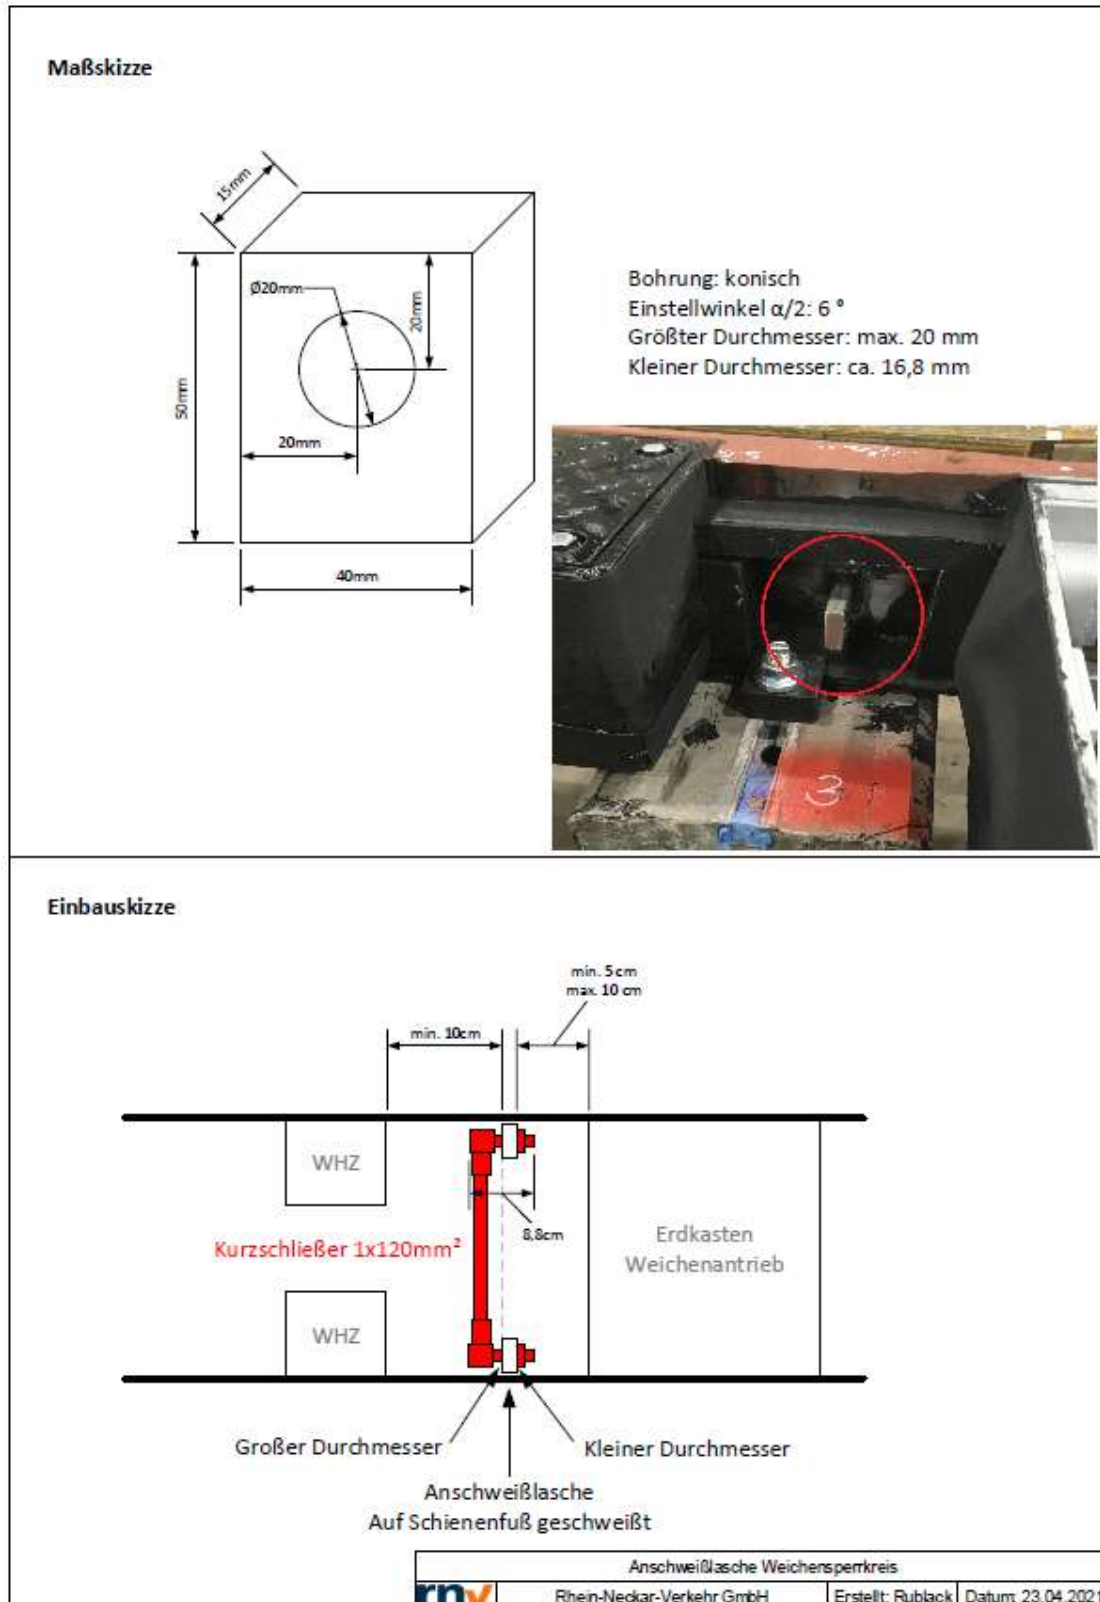 Maßskizze
15mm
Ø20mm
20mm
50mm
20mm
40mm
Bohrung: konisch
Einstellwinkel α/2: 6 °
Größter Durchmesser: max. 20 mm
Kleiner Durchmesser: ca. 16,8 mm
3
Einbauskizze
min. 5 cm
max. 10 cm
min. 10cm
WHZ
8,8cm
Kurzschließer 1x120mm²
Erdkasten
Weichenantrieb
WHZ
Großer Durchmesser
Kleiner Durchmesser
Anschweißlasche
Auf Schienenfuß geschweißt
Anschweißlasche Weichensperrkreis
rnv
Rhein-Neckar-Verkehr GmbH
Erstellt: Rublack
Datum: 23.04.2021